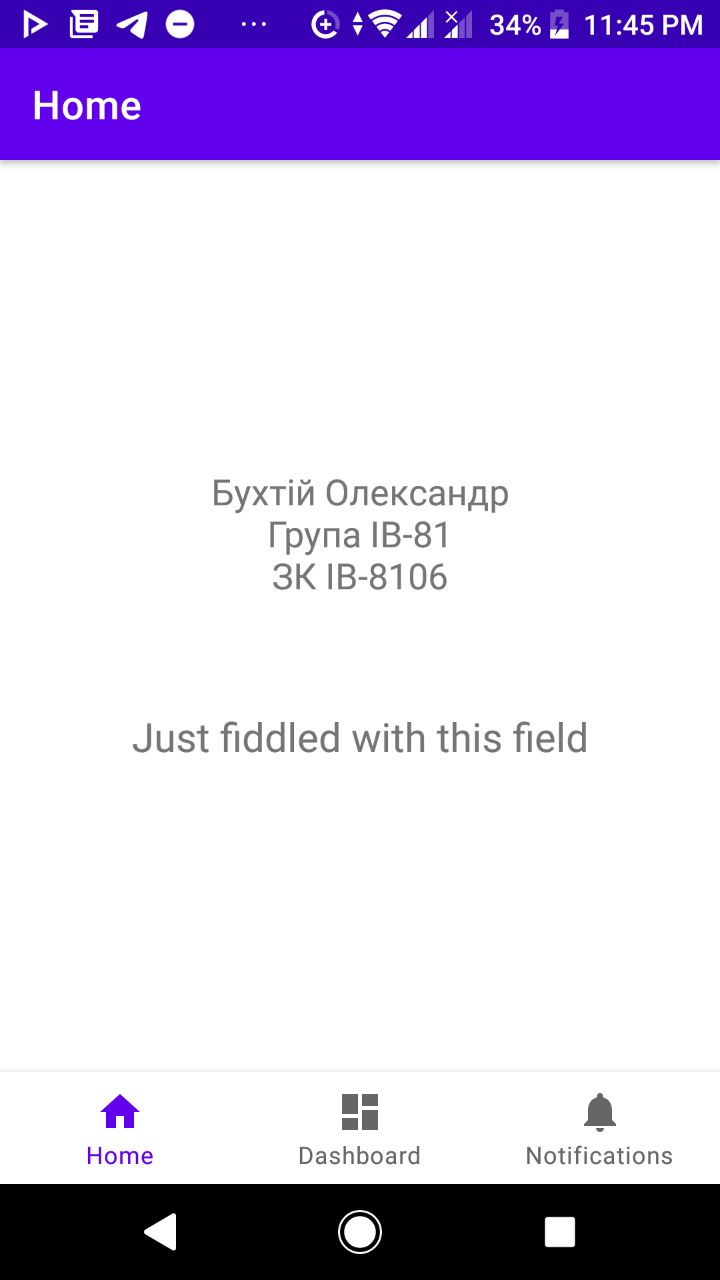 34% 11:45 PM
Home
Бухтій Олександр
Група ІВ-81
ЗК ІВ-8106
Just fiddled with this field
Home Dashboard Notifications